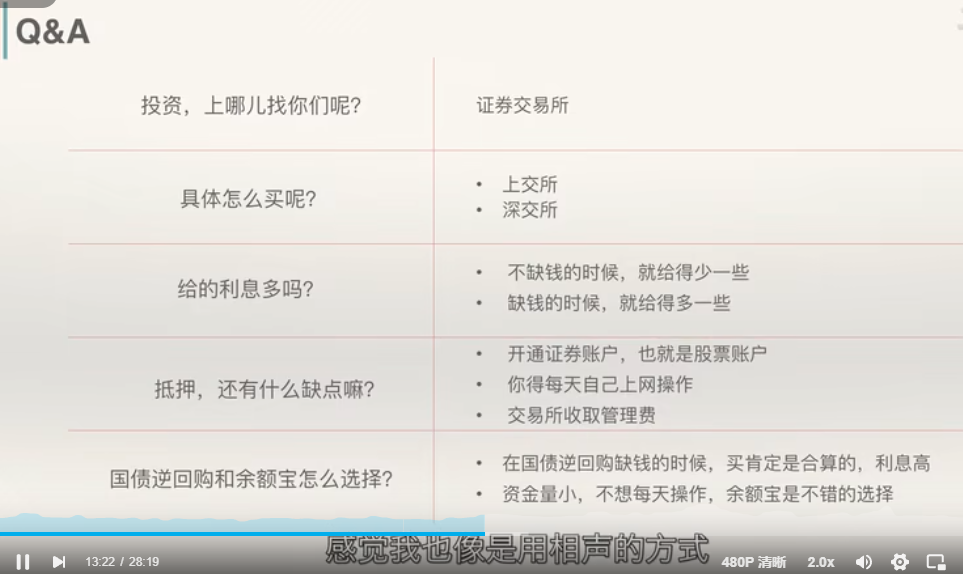 Q&A
投资，上哪儿找你们呢？
证券交易所
具体怎么买呢？
• 上交所
• 深交所
给的利息多吗？
• 不缺钱的时候，就给得少一些
• 缺钱的时候，就给得多一些
抵押，还有什么缺点嘛？
• 开通证券账户，也就是股票账户
• 你得每天自己上网操作
• 交易所收取管理费
国债逆回购和余额宝怎么选择？
• 在国债逆回购缺钱的时候，买肯定是合算的，利息高
• 资金量小，不想每天操作，余额宝是不错的选择
感觉我也像是用相声的方式
13:22 / 28:19
480P 清晰
2.0x